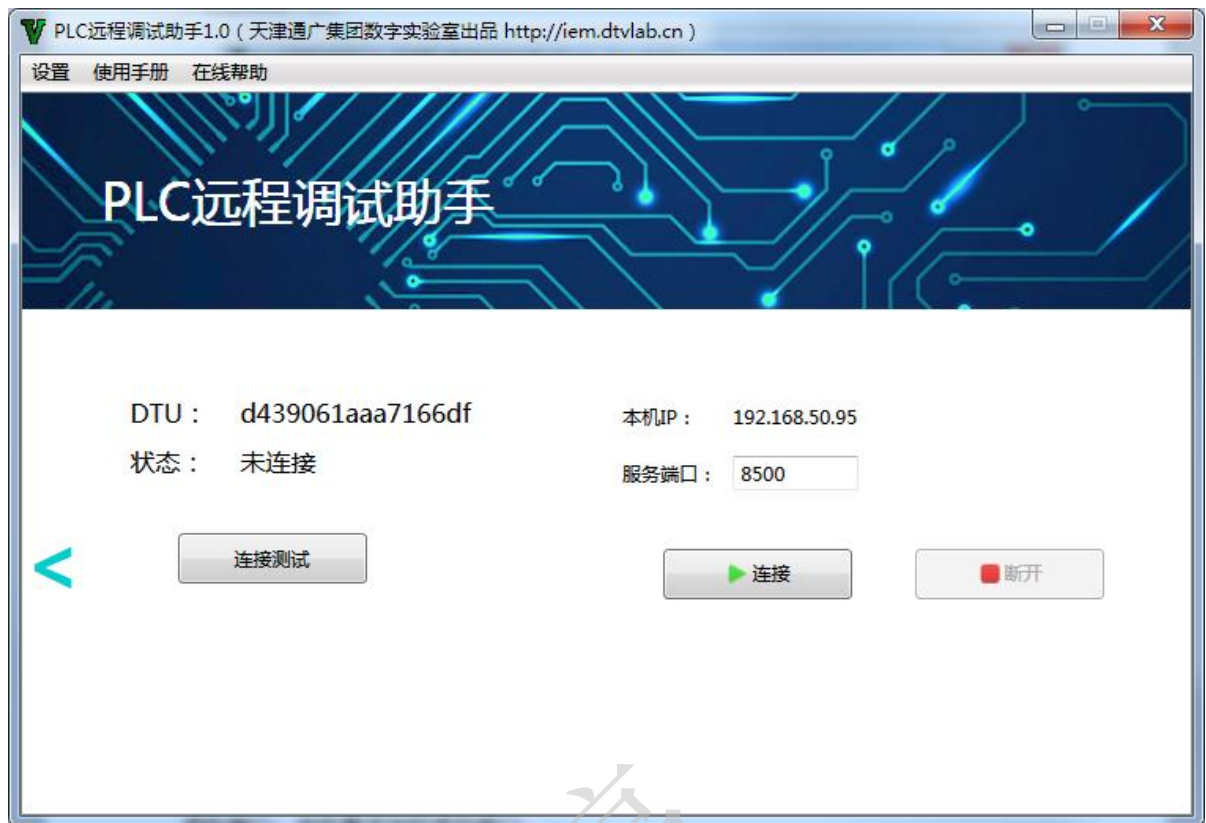 PLC远程调试助手1.0 ( 天津通广集团数字实验室出品 http://iem.dtvlab.cn )
设置 使用手册 在线帮助
PLC远程调试助手
DTU： d439061aaa7166df
状态： 未连接
本机IP： 192.168.50.95
服务端口： 8500
连接测试
连接
断开